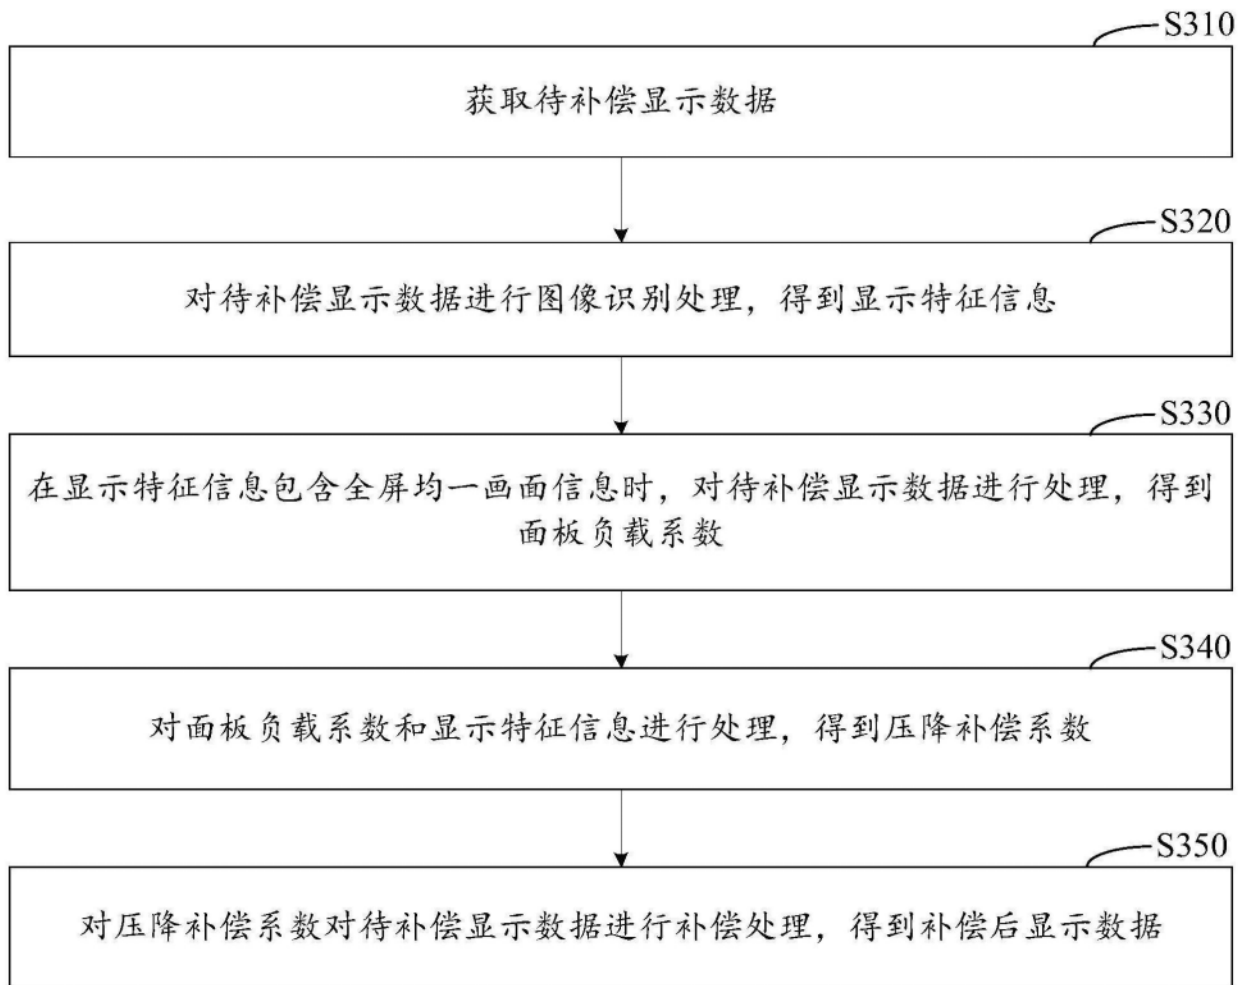 S310
获取待补偿显示数据
S320
对待补偿显示数据进行图像识别处理，得到显示特征信息
S330
在显示特征信息包含全屏均一画面信息时，对待补偿显示数据进行处理，得到
面板负载系数
S340
对面板负载系数和显示特征信息进行处理，得到压降补偿系数
S350
对压降补偿系数对待补偿显示数据进行补偿处理，得到补偿后显示数据